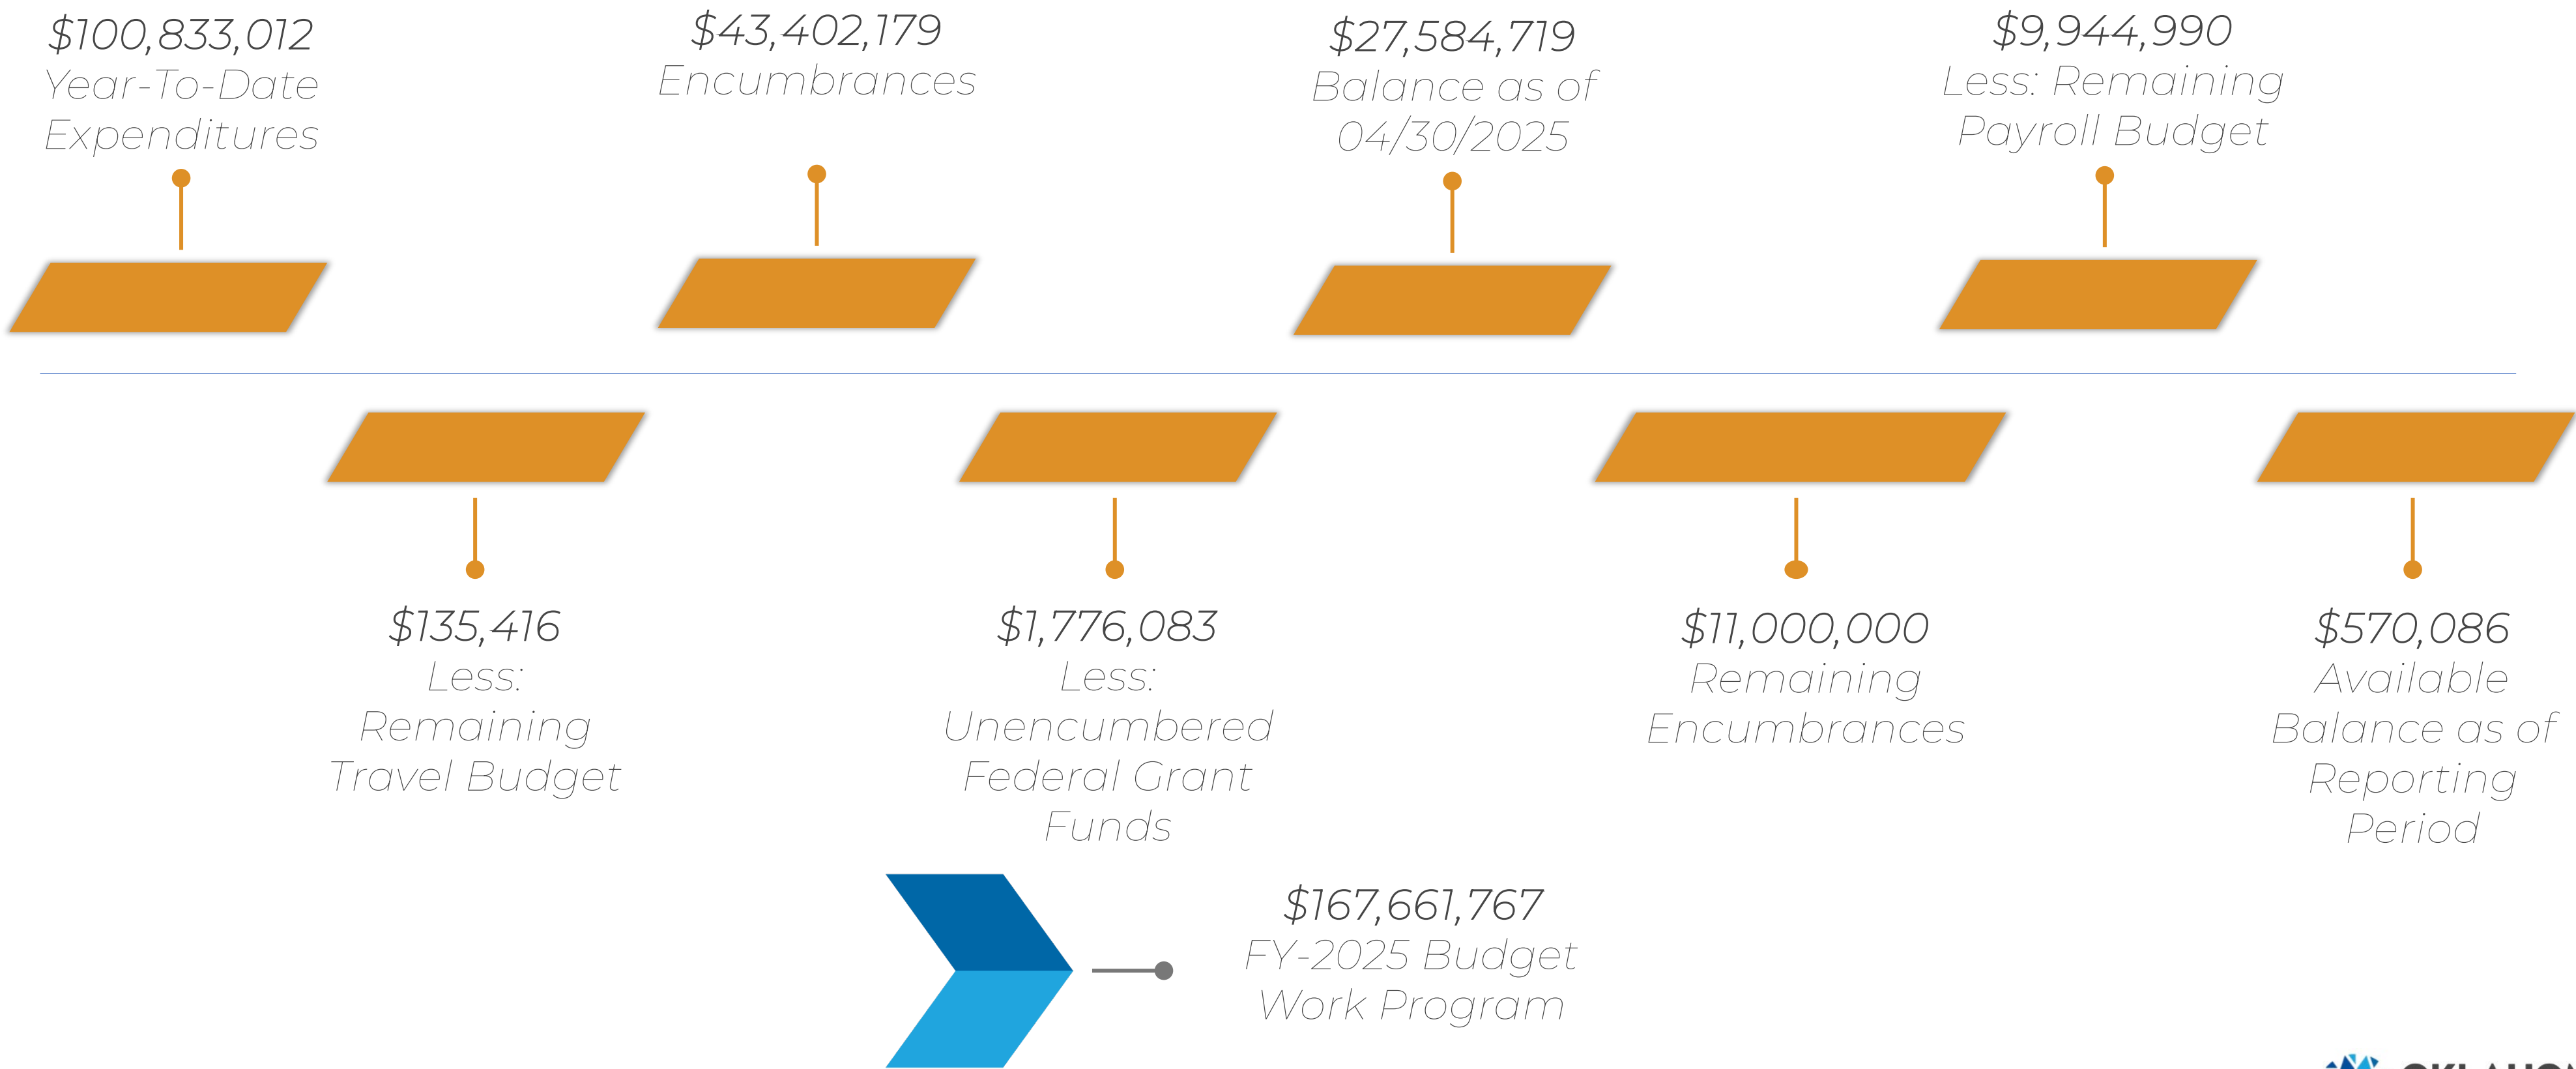 $100,833,012
Year-To-Date
Expenditures
$43,402,179
Encumbrances
$27,584,719
Balance as of
04/30/2025
$9,944,990
Less: Remaining
Payroll Budget
$135,416
Less:
Remaining
Travel Budget
$1,776,083
Less:
Unencumbered
Federal Grant
Funds
$11,000,000
Remaining
Encumbrances
$570,086
Available
Balance as of
Reporting
Period
$167,661,767
FY-2025 Budget
Work Program